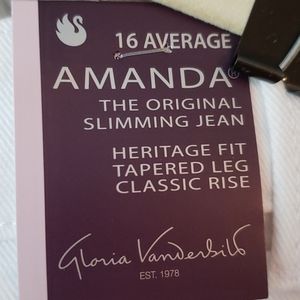 16 AVERAGE
AMANDA®
THE ORIGINAL
SLIMMING JEAN
HERITAGE FIT
TAPERED LEG
CLASSIC RISE
Gloria Vanderbilt
EST. 1978